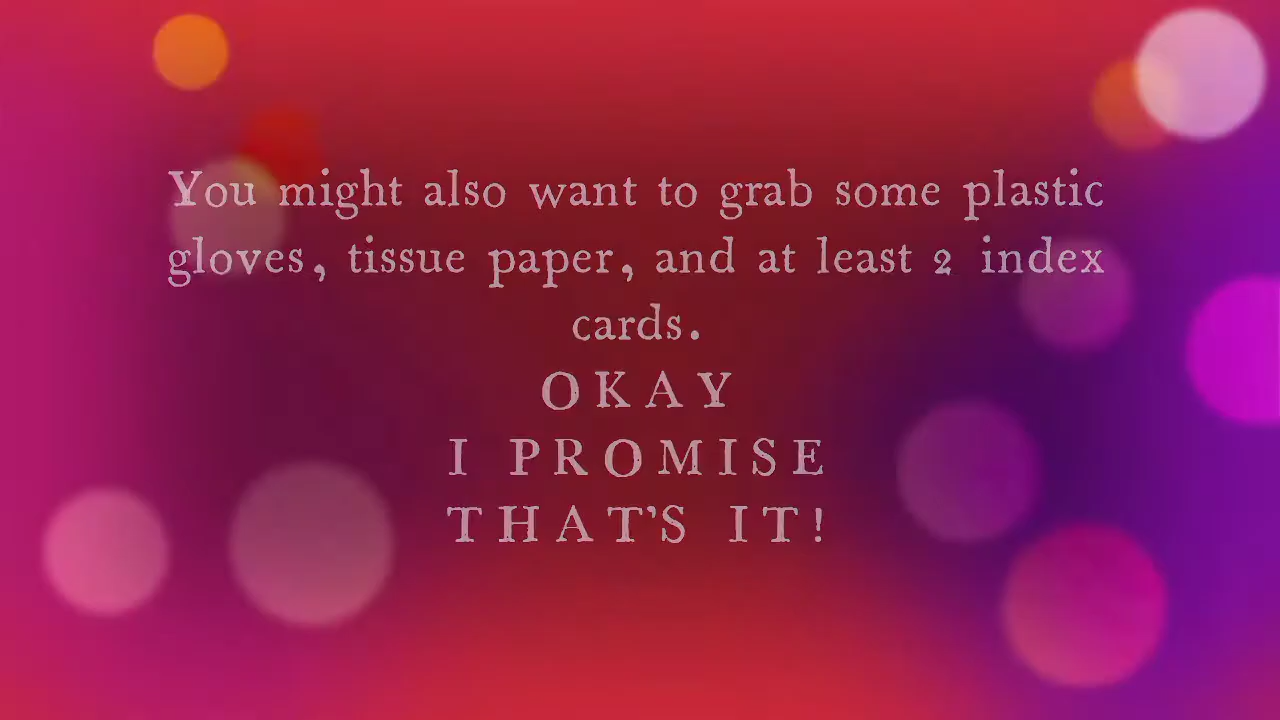 You might also want to grab some plastic
gloves, tissue paper, and at least 2 index
cards.
OKAY
I PROMISE
THAT'S IT!